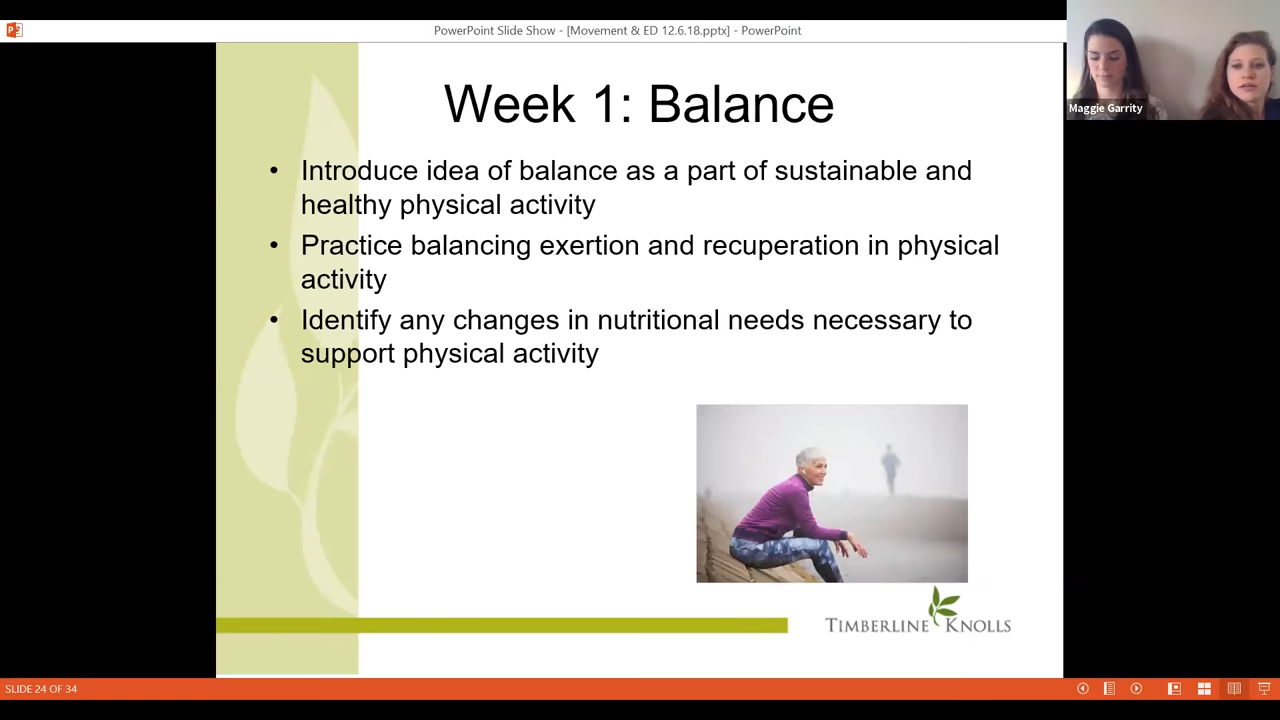 PowerPoint Slide Show - [Movement & ED 12.6.18.pptx] - PowerPoint
Maggie Garrity
Week 1: Balance
• Introduce idea of balance as a part of sustainable and
healthy physical activity
• Practice balancing exertion and recuperation in physical
activity
• Identify any changes in nutritional needs necessary to
support physical activity
TIMBERLINE KNOLLS
SLIDE 24 OF 34